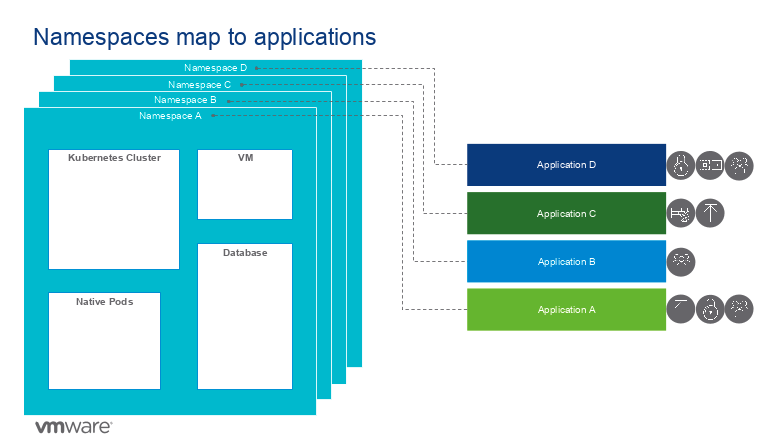 Namespaces map to applications
Namespace D
Namespace C
Namespace B
Namespace A
Kubernetes Cluster
VM
Database
Native Pods
Application D
Application C
Application B
Application A
vmware®